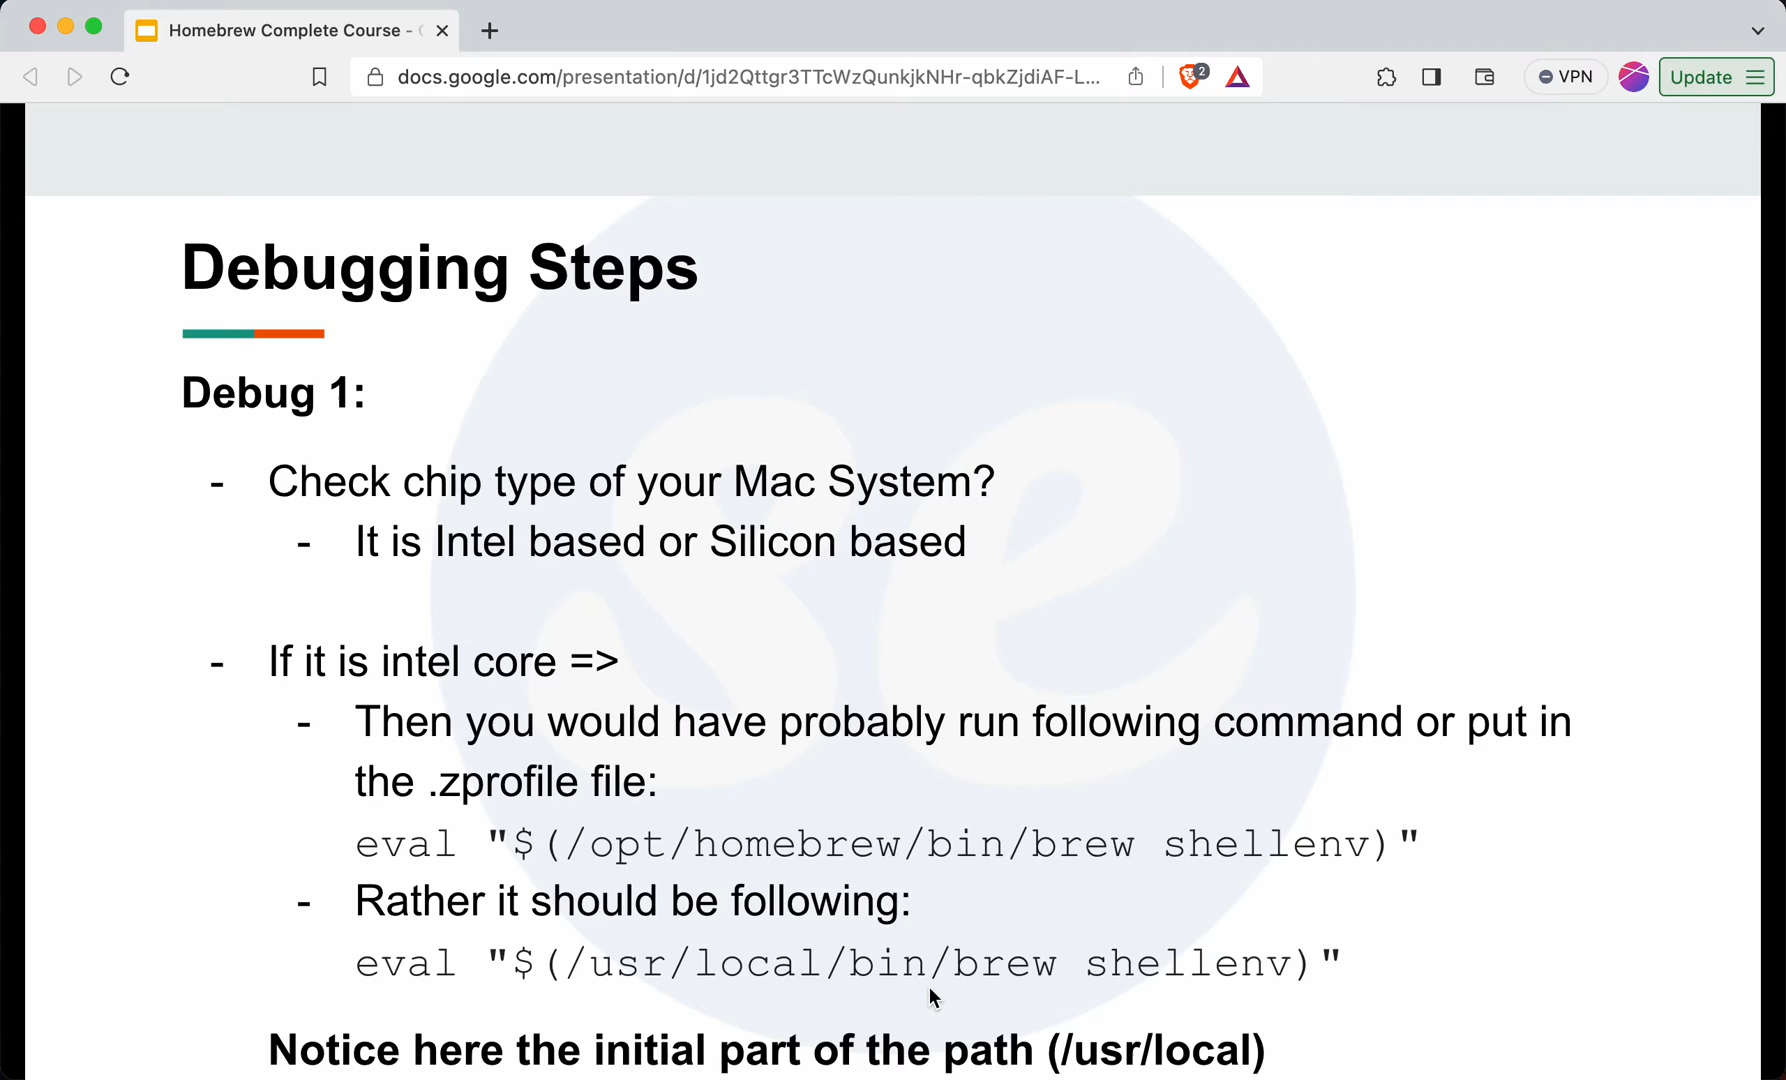 Homebrew Complete Course -
docs.google.com/presentation/d/1jd2Qttgr3TTcWzQunkjkNHr-qbkZjdiAF-L...
2
VPN
Update
Debugging Steps
Debug 1:
- Check chip type of your Mac System?
- It is Intel based or Silicon based
- If it is intel core =>
- Then you would have probably run following command or put in
the .zprofile file:
eval "$(/opt/homebrew/bin/brew shellenv)"
- Rather it should be following:
eval "$(/usr/local/bin/brew shellenv)"
Notice here the initial part of the path (/usr/local)
se